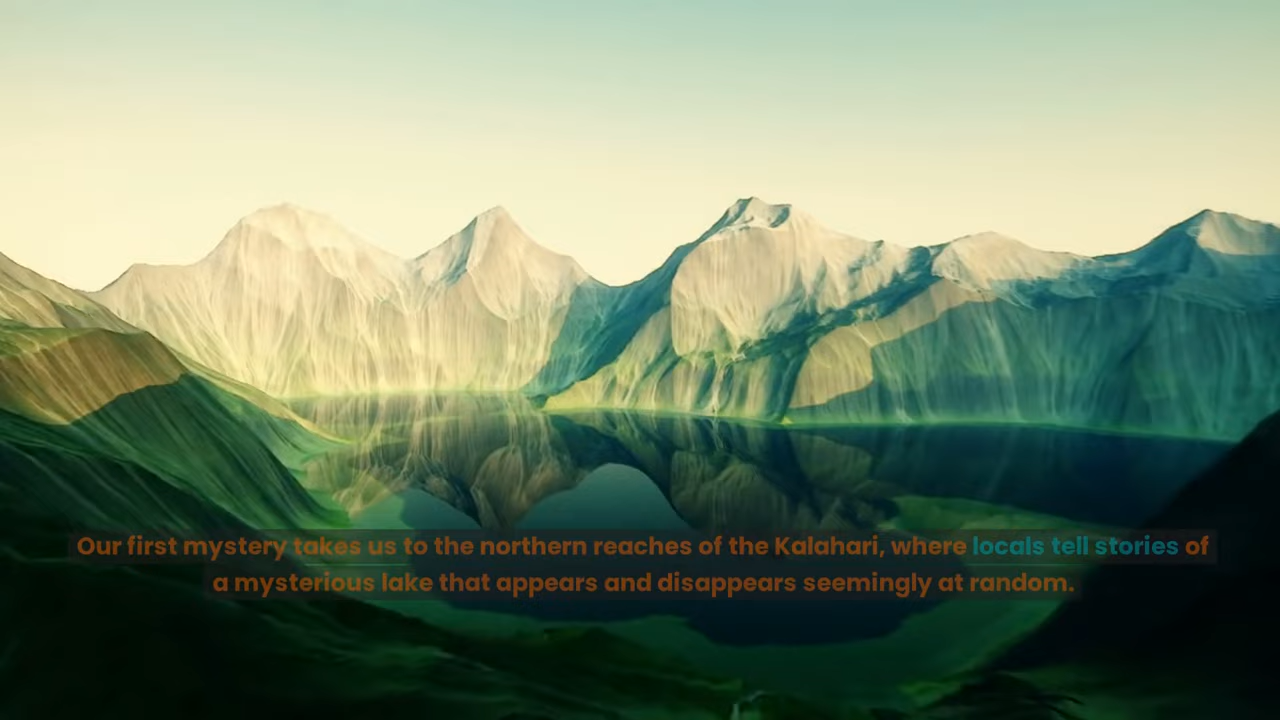 Our first mystery takes us to the northern reaches of the Kalahari, where locals tell stories of
a mysterious lake that appears and disappears seemingly at random.